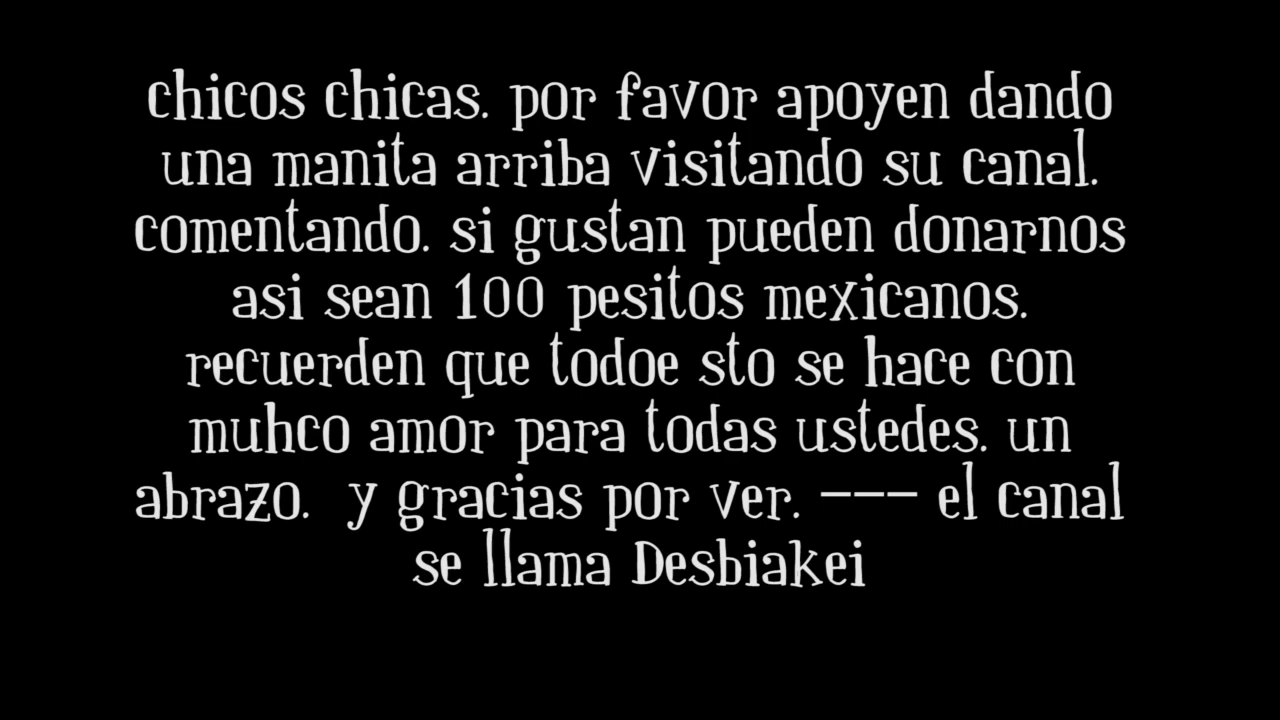 chicos chicas. por favor apoyen dando
una manita arriba visitando su canal.
comentando. si gustan pueden donarnos
asi sean 100 pesitos mexicanos.
recuerden que todoe sto se hace con
muhco amor para todas ustedes. un
abrazo.  y gracias por ver. --- el canal
se llama Desbiakei